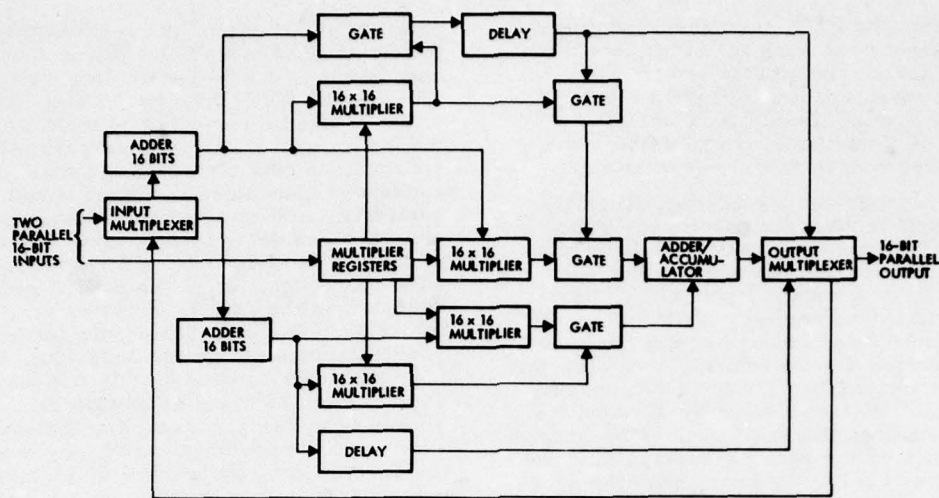 GATE
DELAY
16 x 16
MULTIPLIER
GATE
ADDER
16 BITS
TWO
PARALLEL
16-BIT
INPUTS
INPUT
MULTIPLEXER
MULTIPLIER
REGISTERS
16 x 16
MULTIPLIER
GATE
ADDER/
ACCUMU-
LATOR
OUTPUT
MULTIPLEXER
16-BIT
PARALLEL
OUTPUT
ADDER
16 BITS
16 x 16
MULTIPLIER
GATE
16 x 16
MULTIPLIER
DELAY